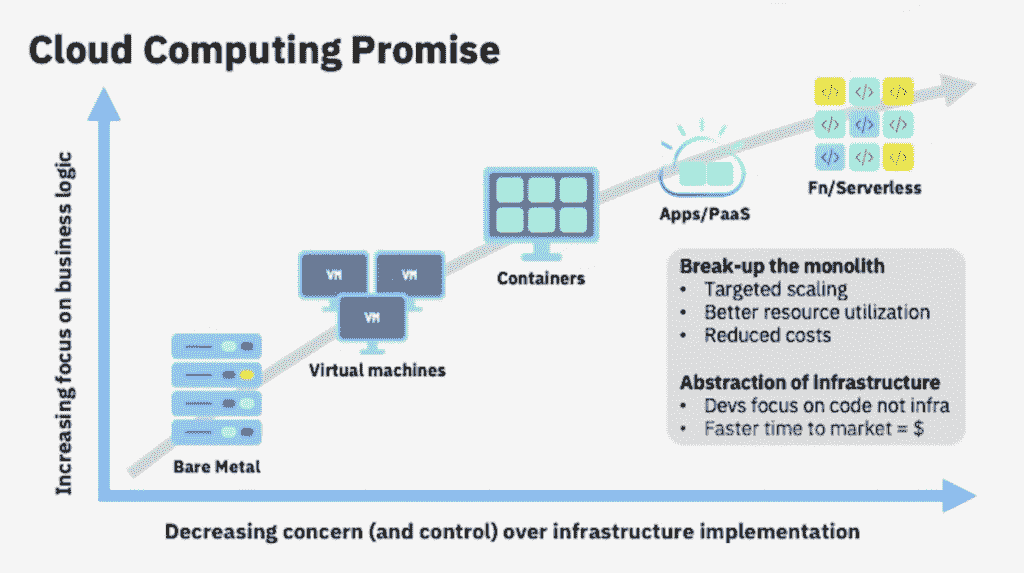 Cloud Computing Promise
Increasing focus on business logic
</> </> </>
</> </> </>
</> </> </>
Fn/Serverless
Apps/PaaS
Containers
VM VM
VM
Virtual machines
Bare Metal
Break-up the monolith
• Targeted scaling
• Better resource utilization
• Reduced costs
Abstraction of Infrastructure
• Devs focus on code not infra
• Faster time to market = $
Decreasing concern (and control) over infrastructure implementation